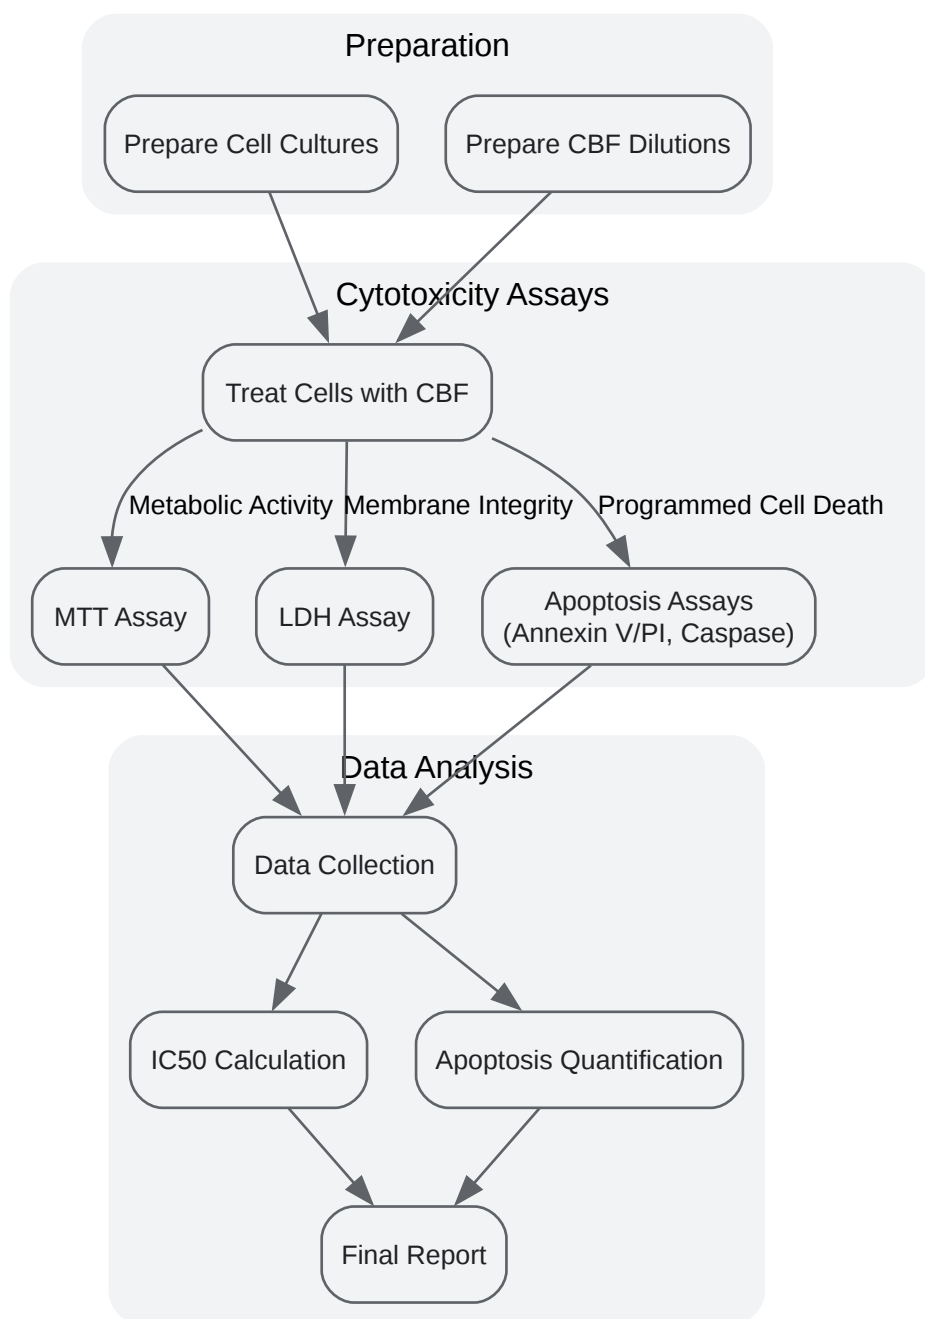 Preparation
Prepare Cell Cultures
Prepare CBF Dilutions
Cytotoxicity Assays
Treat Cells with CBF
Metabolic Activity
Membrane Integrity
Programmed Cell Death
MTT Assay
LDH Assay
Apoptosis Assays
(Annexin V/PI, Caspase)
Data Analysis
Data Collection
IC50 Calculation
Apoptosis Quantification
Final Report